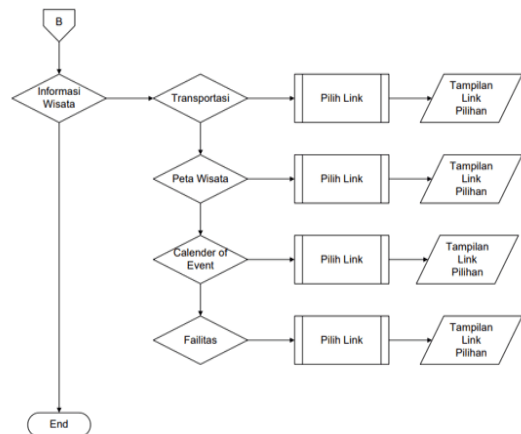 B
Informasi
Wisata
Transportasi
Pilih Link
Tampilan
Link
Pilihan
Peta Wisata
Pilih Link
Tampilan
Link
Pilihan
Calender of
Event
Pilih Link
Tampilan
Link
Pilihan
Failitas
Pilih Link
Tampilan
Link
Pilihan
End